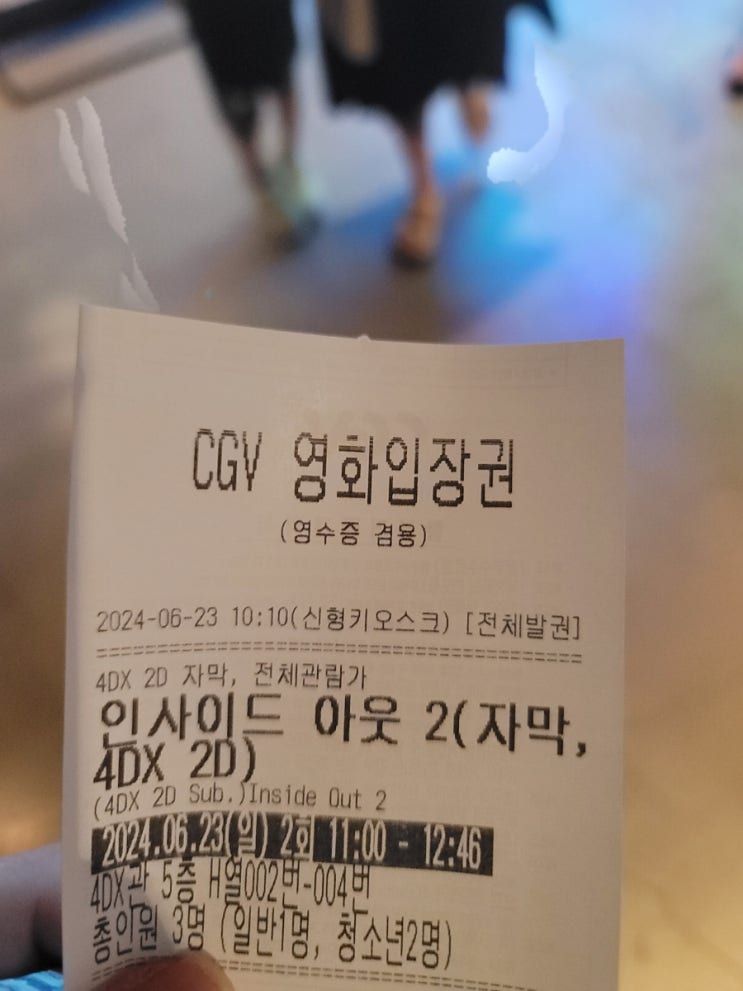 CGV 영화입장권
(영수증 겸용)
2024-06-23 10:10(신형키오스크) [전체발권]
4DX 2D 자막, 전체관람가
인사이드 아웃 2(자막,
4DX 2D)
(4DX 2D Sub.)Inside Out 2
2024.06.23(일) 2회 11:00 - 12:46
4DX관 5층 H열002번-004번
총인원 3명 (일반1명, 청소년2명)